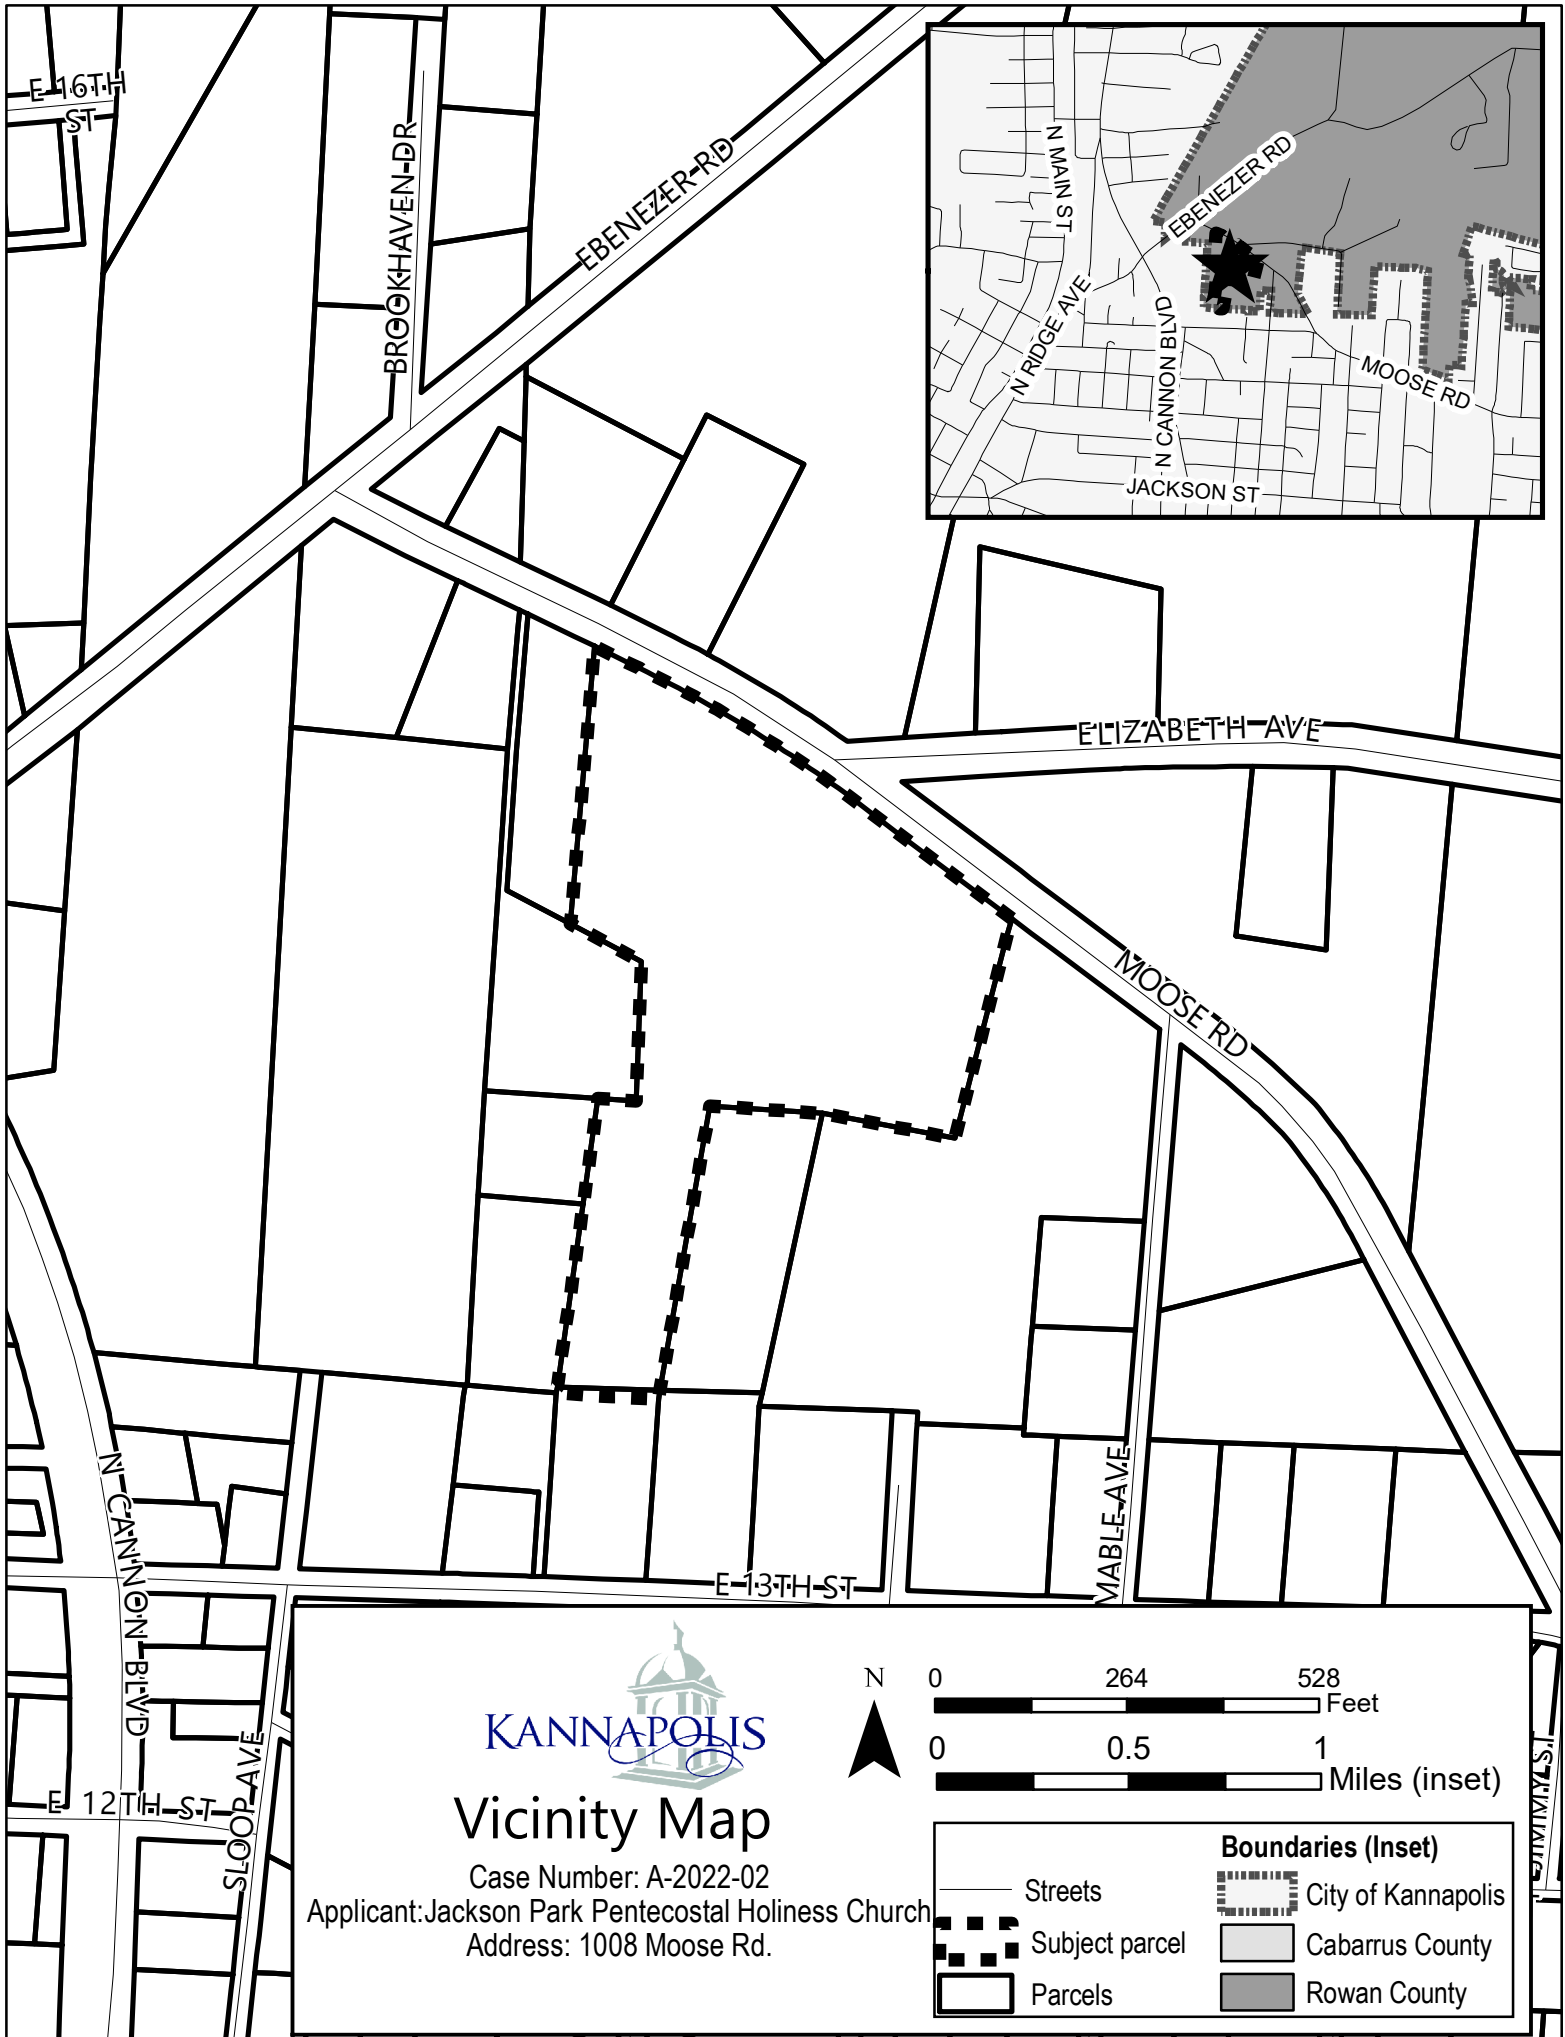 E 16TH
ST
BROOKHAVEN DR
EBENEZER RD
N MAIN ST
EBENEZER RD
N RIDGE AVE
N CANNON BLVD
MOOSE RD
JACKSON ST
ELIZABETH AVE
MOOSE RD
N CANNON BLVD
MABLE AVE
E 13TH ST
SLOOP AVE
E 12TH ST
KANNAPOLIS
Vicinity Map
Case Number: A-2022-02
Applicant:Jackson Park Pentecostal Holiness Church
Address: 1008 Moose Rd.
N
0 264 528
Feet
0 0.5 1
Miles (inset)
Streets
Subject parcel
Parcels
Boundaries (Inset)
City of Kannapolis
Cabarrus County
Rowan County